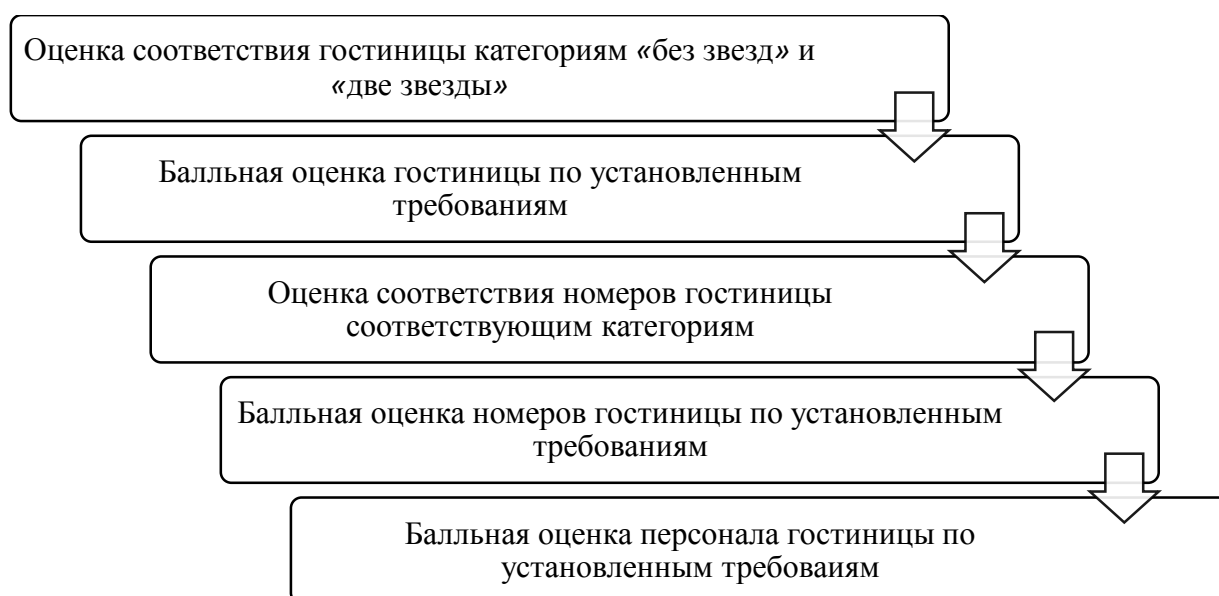 Оценка соответствия гостиницы категориям «без звезд» и
«две звезды»
Балльная оценка гостиницы по установленным
требованиям
Оценка соответствия номеров гостиницы
соответствующим категориям
Балльная оценка номеров гостиницы по установленным
требованиям
Балльная оценка персонала гостиницы по
установленным требоваиям